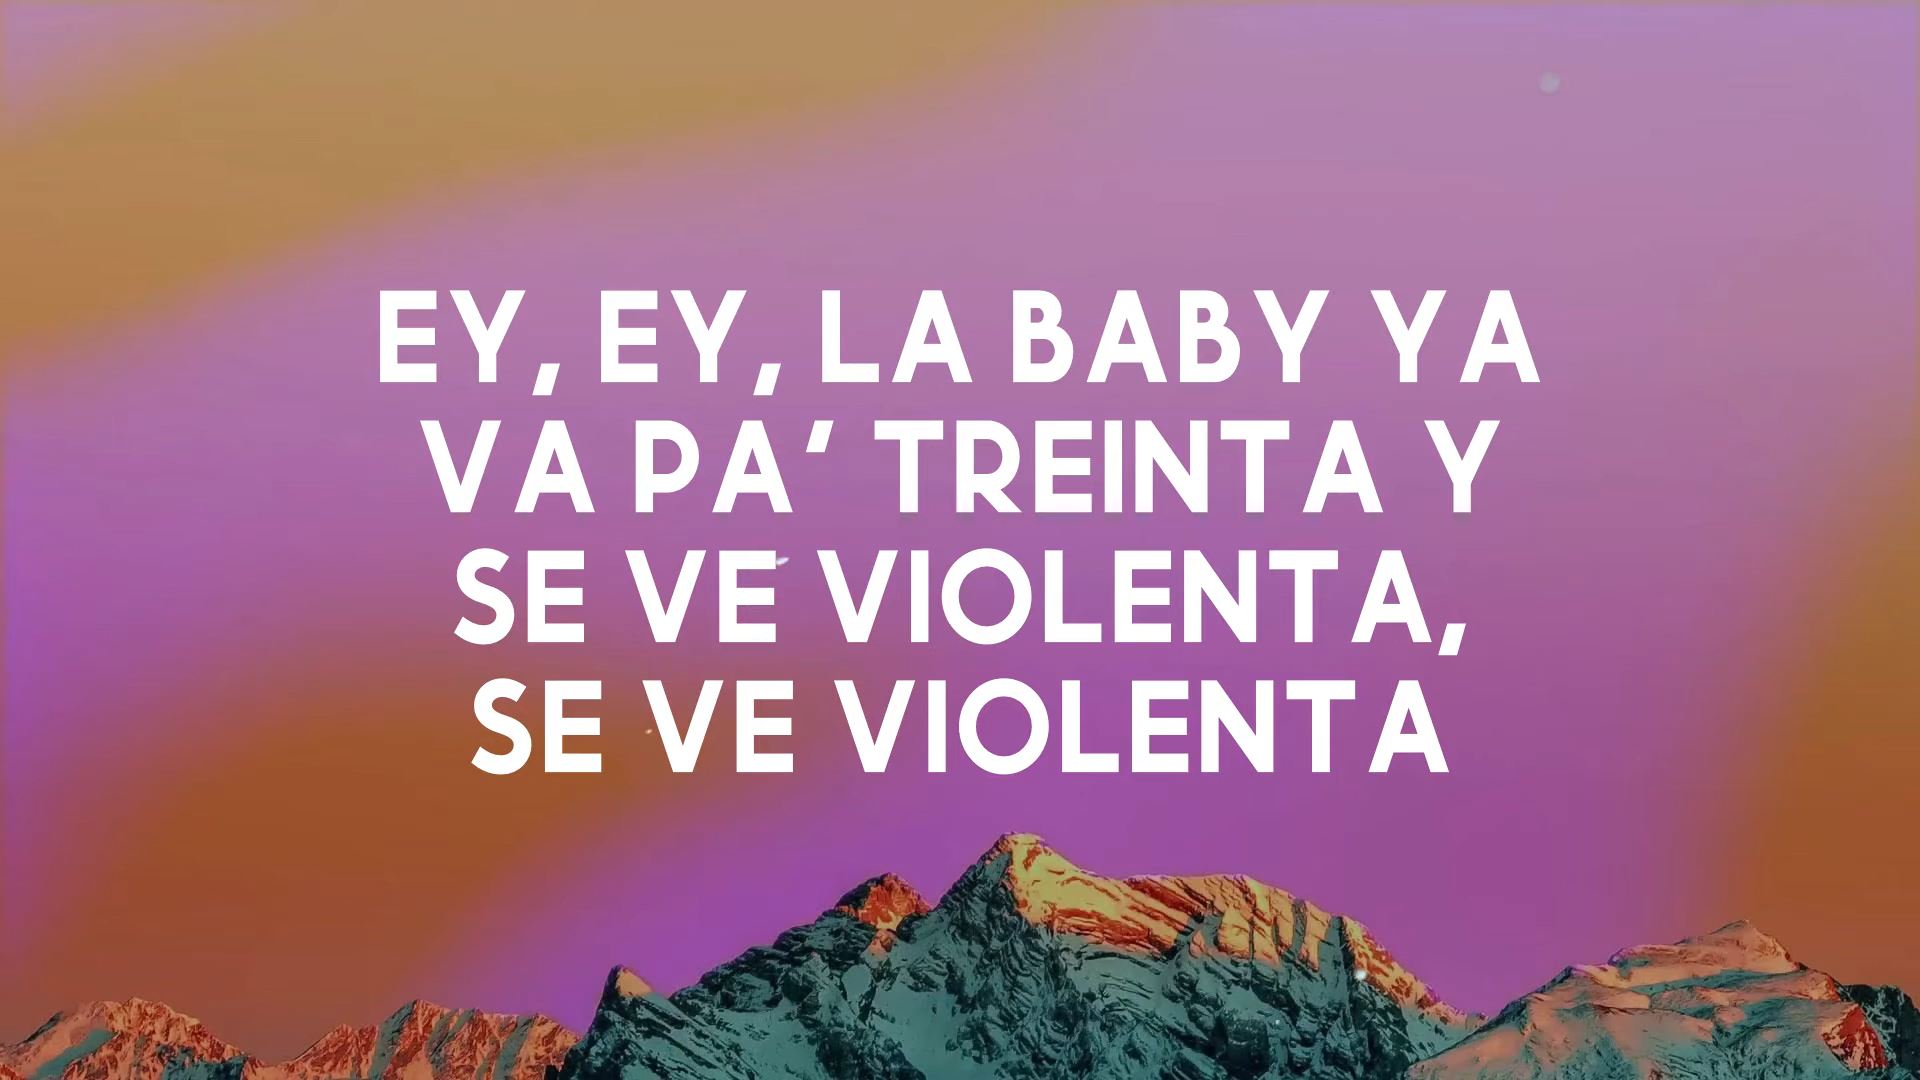 EY, EY, LA BABY YA
VA PA' TREINTA Y
SE VE VIOLENTA,
SE VE VIOLENTA